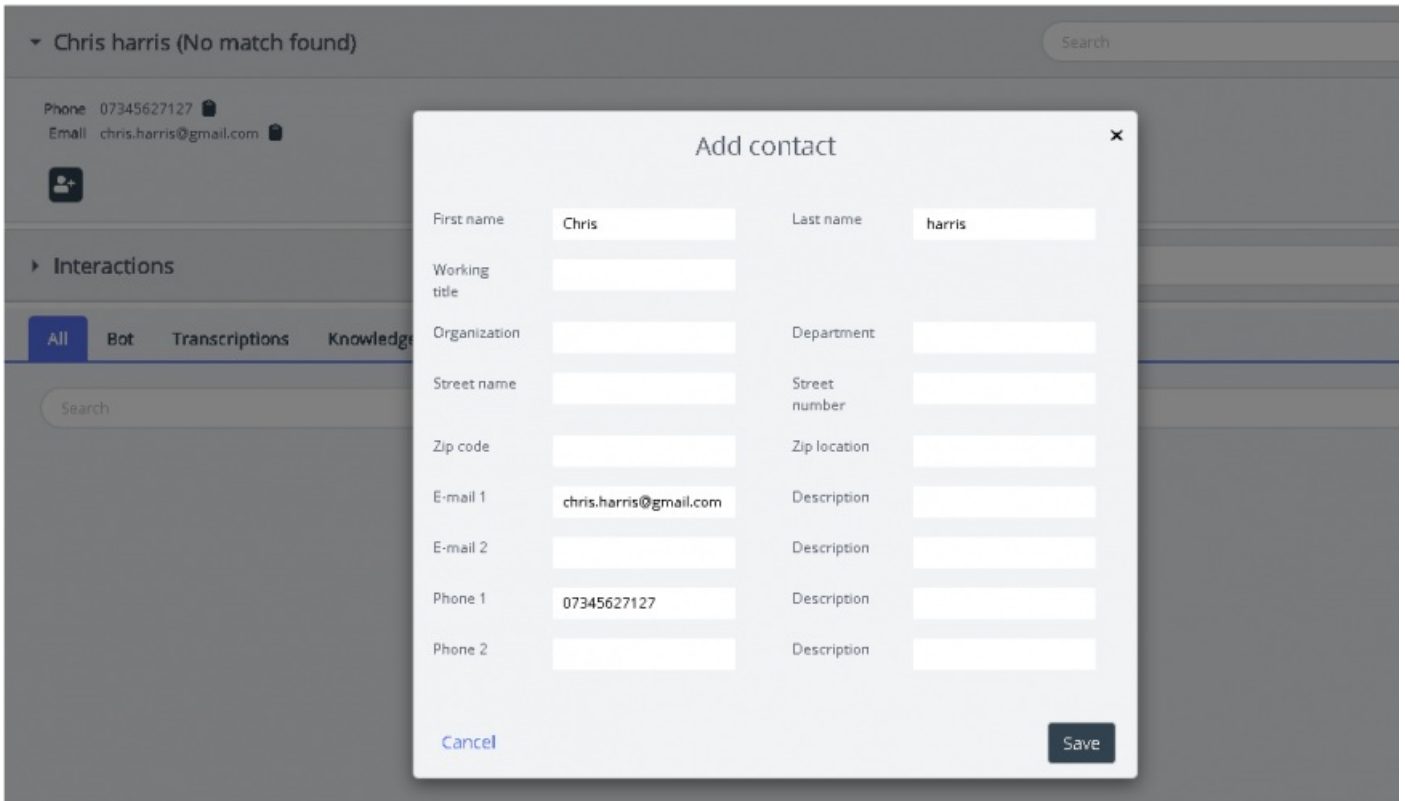 Chris harris (No match found)
Search
Phone 07345627127
Email chris.harris@gmail.com
Add contact
First name Chris Last name harris
Working
title
Interactions
All Bot Transcriptions Knowledge
Organization Department
Street name Street
number
Search
Zip code Zip location
E-mail 1 chris.harris@gmail.com Description
E-mail 2 Description
Phone 1 07345627127 Description
Phone 2 Description
Cancel Save